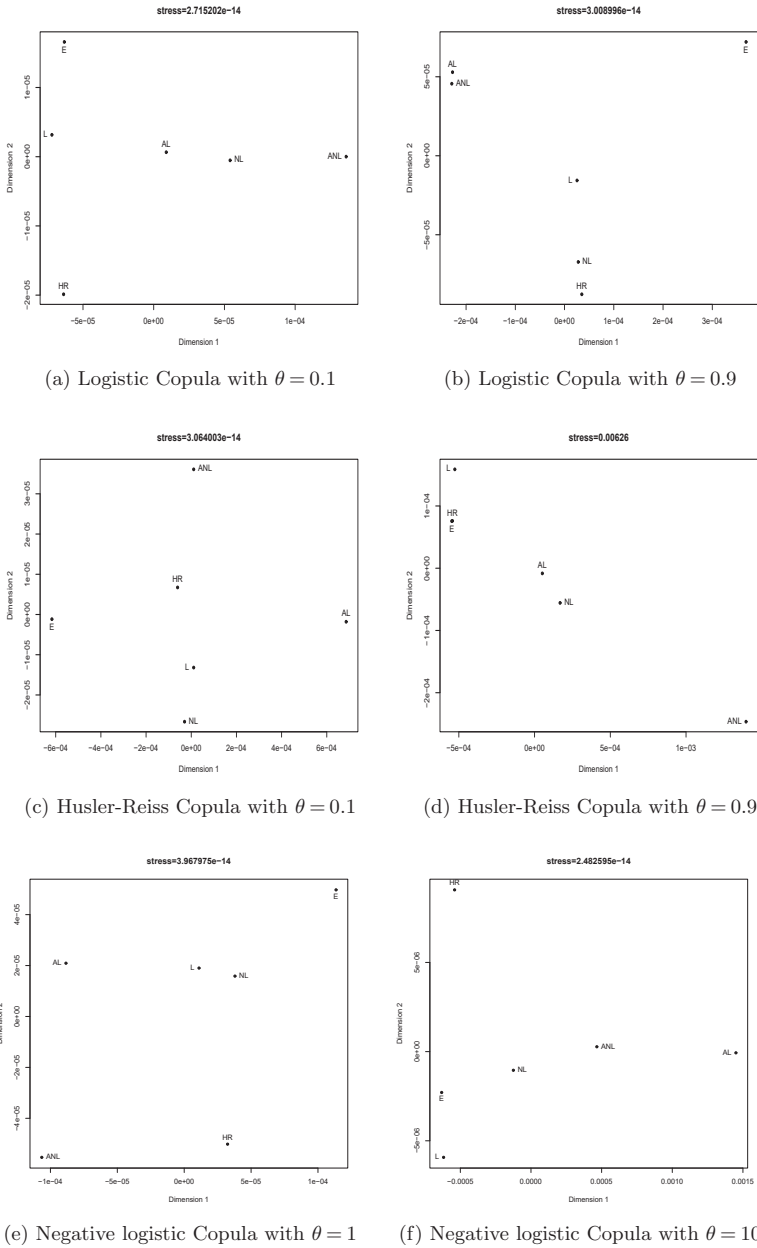 stress=2.715202e−14
E
L
AL
NL
ANL
HR
−2e−05
−1e−05
0e+00
1e−05
Dimension 2
−5e−05
0e+00
5e−05
1e−04
Dimension 1
(a) Logistic Copula with θ = 0.1
stress=3.008996e−14
E
AL
ANL
L
NL
HR
−5e−05
0e+00
5e−05
Dimension 2
−2e−04
−1e−04
0e+00
1e−04
2e−04
3e−04
Dimension 1
(b) Logistic Copula with θ = 0.9
stress=3.064003e−14
ANL
HR
E
AL
L
NL
−2e−05
−1e−05
0e+00
1e−05
2e−05
3e−05
Dimension 2
−6e−04
−4e−04
−2e−04
0e+00
2e−04
4e−04
6e−04
Dimension 1
(c) Husler-Reiss Copula with θ = 0.1
stress=0.00626
L
HR
E
AL
NL
ANL
−2e−04
−1e−04
0e+00
1e−04
Dimension 2
−5e−04
0e+00
5e−04
1e−03
Dimension 1
(d) Husler-Reiss Copula with θ = 0.9
stress=3.967975e−14
E
AL
L
NL
HR
ANL
−4e−05
−2e−05
0e+00
2e−05
4e−05
Dimension 2
−1e−04
−5e−05
0e+00
5e−05
1e−04
Dimension 1
(e) Negative logistic Copula with θ = 1
stress=2.482595e−14
HR
ANL
AL
NL
E
L
−5e−06
0e+00
5e−06
Dimension 2
−0.0005
0.0000
0.0005
0.0010
0.0015
Dimension 1
(f) Negative logistic Copula with θ = 10